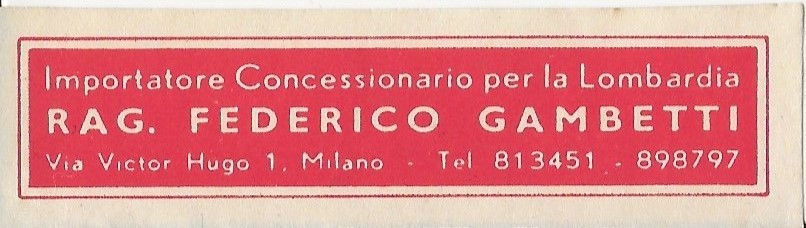 Importatore Concessionario per la Lombardia
RAG. FEDERICO GAMBETTI
Via Victor Hugo 1, Milano - Tel 813451 - 898797